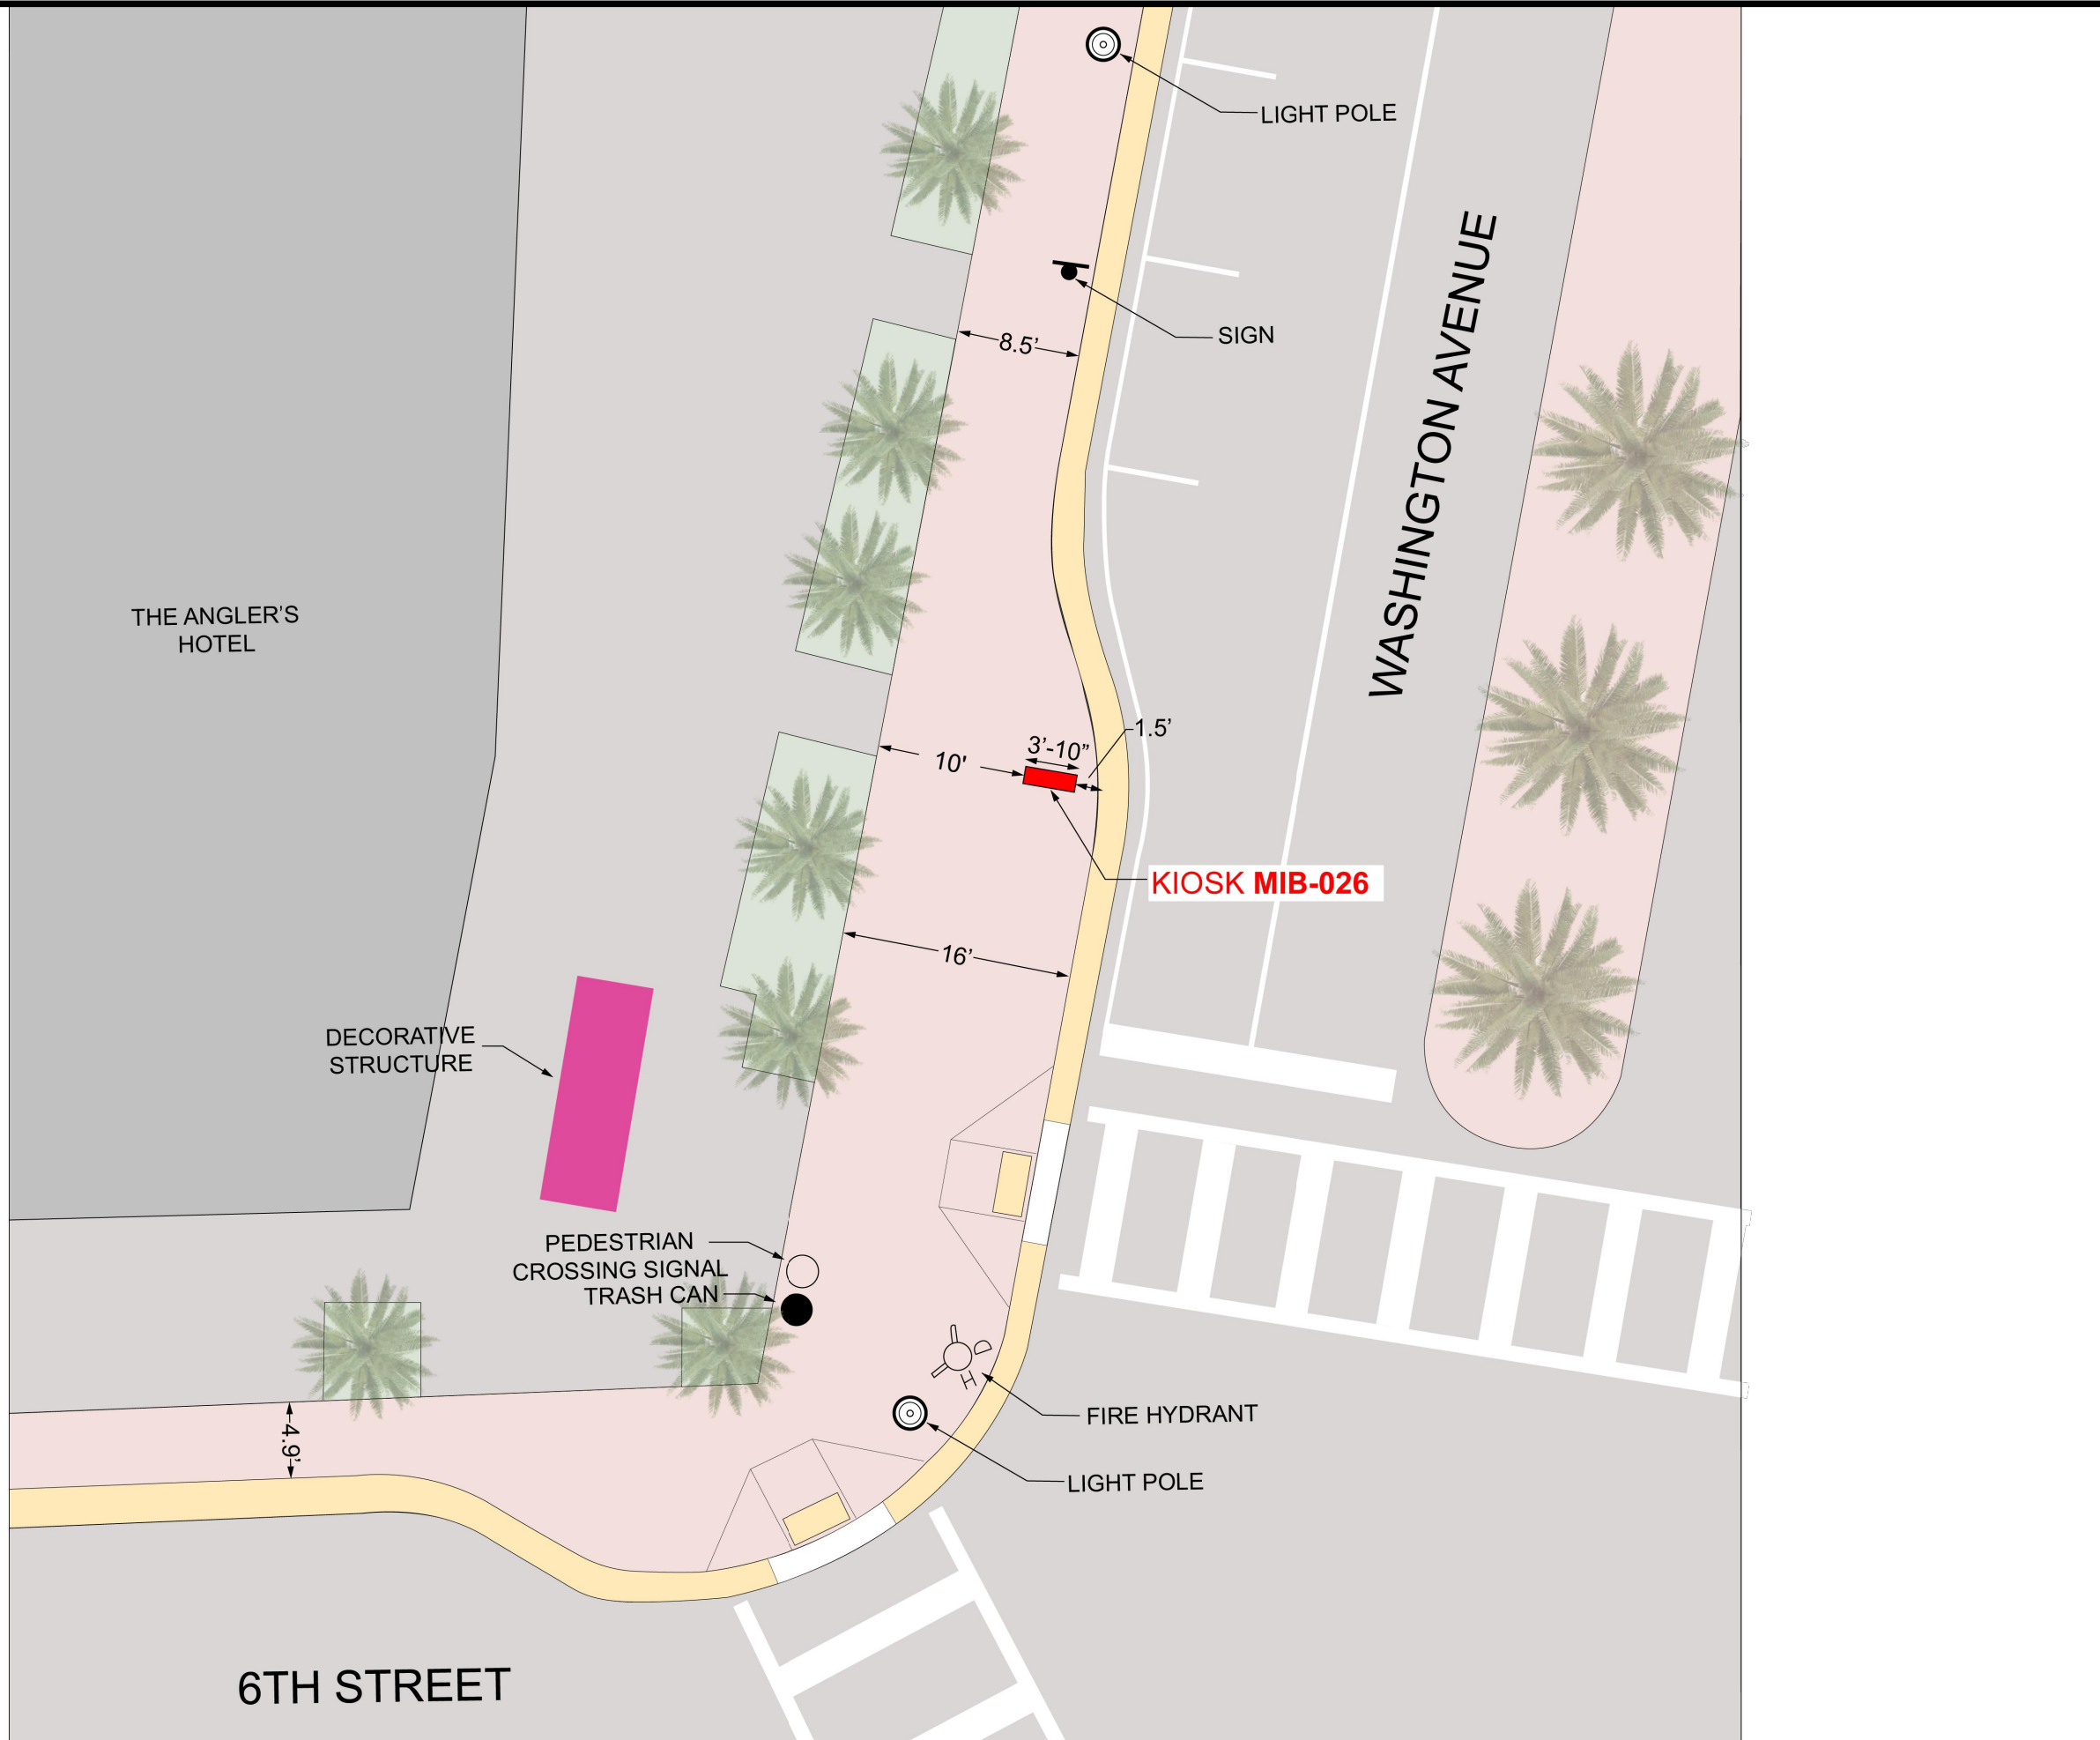 LIGHT POLE
WASHINGTON AVENUE
SIGN
8.5’
THE ANGLER’S
HOTEL
1.5’
3’-10”
10'
KIOSK MIB-026
16’
DECORATIVE
STRUCTURE
PEDESTRIAN
CROSSING SIGNAL
TRASH CAN
D
H
FIRE HYDRANT
4.9’
LIGHT POLE
6TH STREET